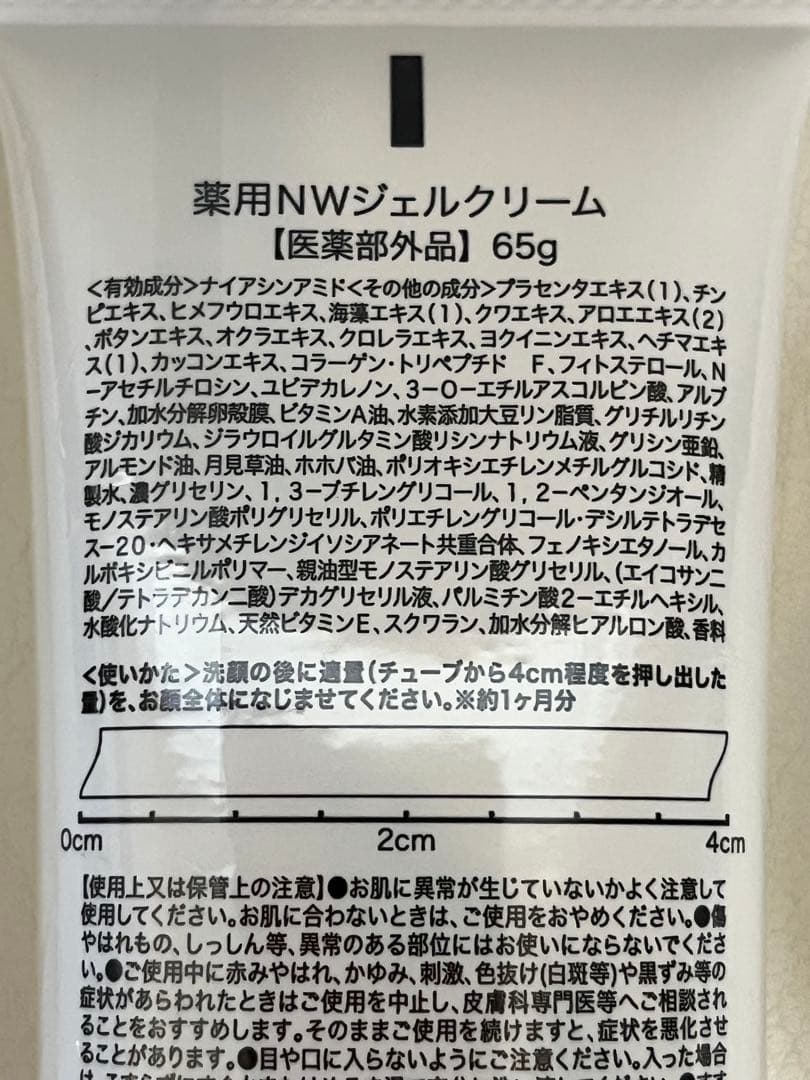 薬用NWジェルクリーム
【医薬部外品】65g
＜有効成分＞ナイアシンアミド＜その他の成分＞プラセンタエキス(1)、チン
ピエキス、ヒメフウロエキス、海藻エキス(1)、クワエキス、アロエエキス(2)
、ボタンエキス、オクラエキス、クロレラエキス、ヨクイニンエキス、ヘチマエキ
ス(1)、カッコンエキス、コラーゲン・トリペプチド　F、フィトステロール、N
－アセチルチロシン、ユビデカレノン、3－O－エチルアスコルビン酸、アルブ
チン、加水分解卵殻膜、ビタミンA油、水素添加大豆リン脂質、グリチルリチン
酸ジカリウム、ジラウロイルグルタミン酸リシンナトリウム液、グリシン亜鉛、
アルモンド油、月見草油、ホホバ油、ポリオキシエチレンメチルグルコシド、精
製水、濃グリセリン、1，3－ブチレングリコール、1，2－ペンタンジオール、
モノステアリン酸ポリグリセリル、ポリエチレングリコール・デシルテトラデセ
ス－20・ヘキサメチレンジイソシアネート共重合体、フェノキシエタノール、カ
ルボキシビニルポリマー、親油型モノステアリン酸グリセリル、(エイコサン二
酸／テトラデカン二酸)デカグリセリル液、パルミチン酸2－エチルヘキシル、
水酸化ナトリウム、天然ビタミンE、スクワラン、加水分解ヒアルロン酸、香料
＜使いかた＞洗顔の後に適量(チューブから4cm程度を押し出した
量)を、お顔全体になじませてください。※約1ヶ月分
0cm 2cm 4cm
【使用上又は保管上の注意】●お肌に異常が生じていないかよく注意して
使用してください。お肌に合わないときは、ご使用をおやめください。●傷
やはれもの、しっしん等、異常のある部位にはお使いにならないでくださ
い。●ご使用中に赤みやはれ、かゆみ、刺激、色抜け(白斑等)や黒ずみ等の
症状があらわれたときはご使用を中止し、皮膚科専門医等へご相談され
ることをおすすめします。そのままご使用を続けますと、症状を悪化させ
ることがあります。●目や口に入らないようにご注意ください。入った場合